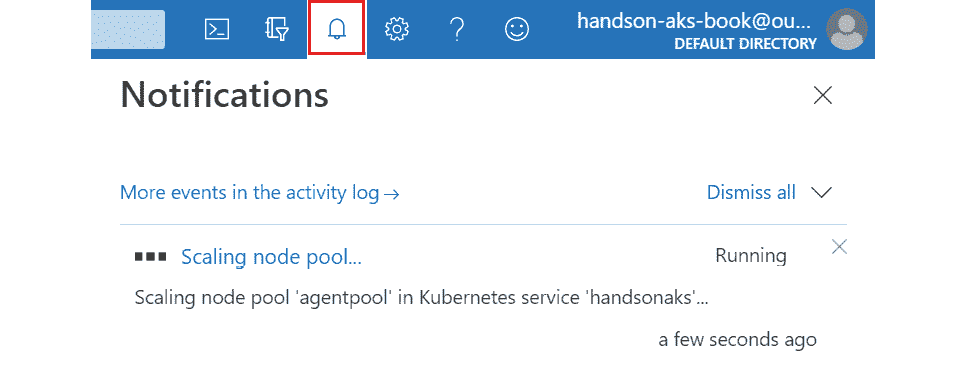 handson-aks-book@ou...
DEFAULT DIRECTORY
Notifications
More events in the activity log→
Dismiss all
Scaling node pool...
Running
Scaling node pool 'agentpool' in Kubernetes service 'handsonaks'...
a few seconds ago